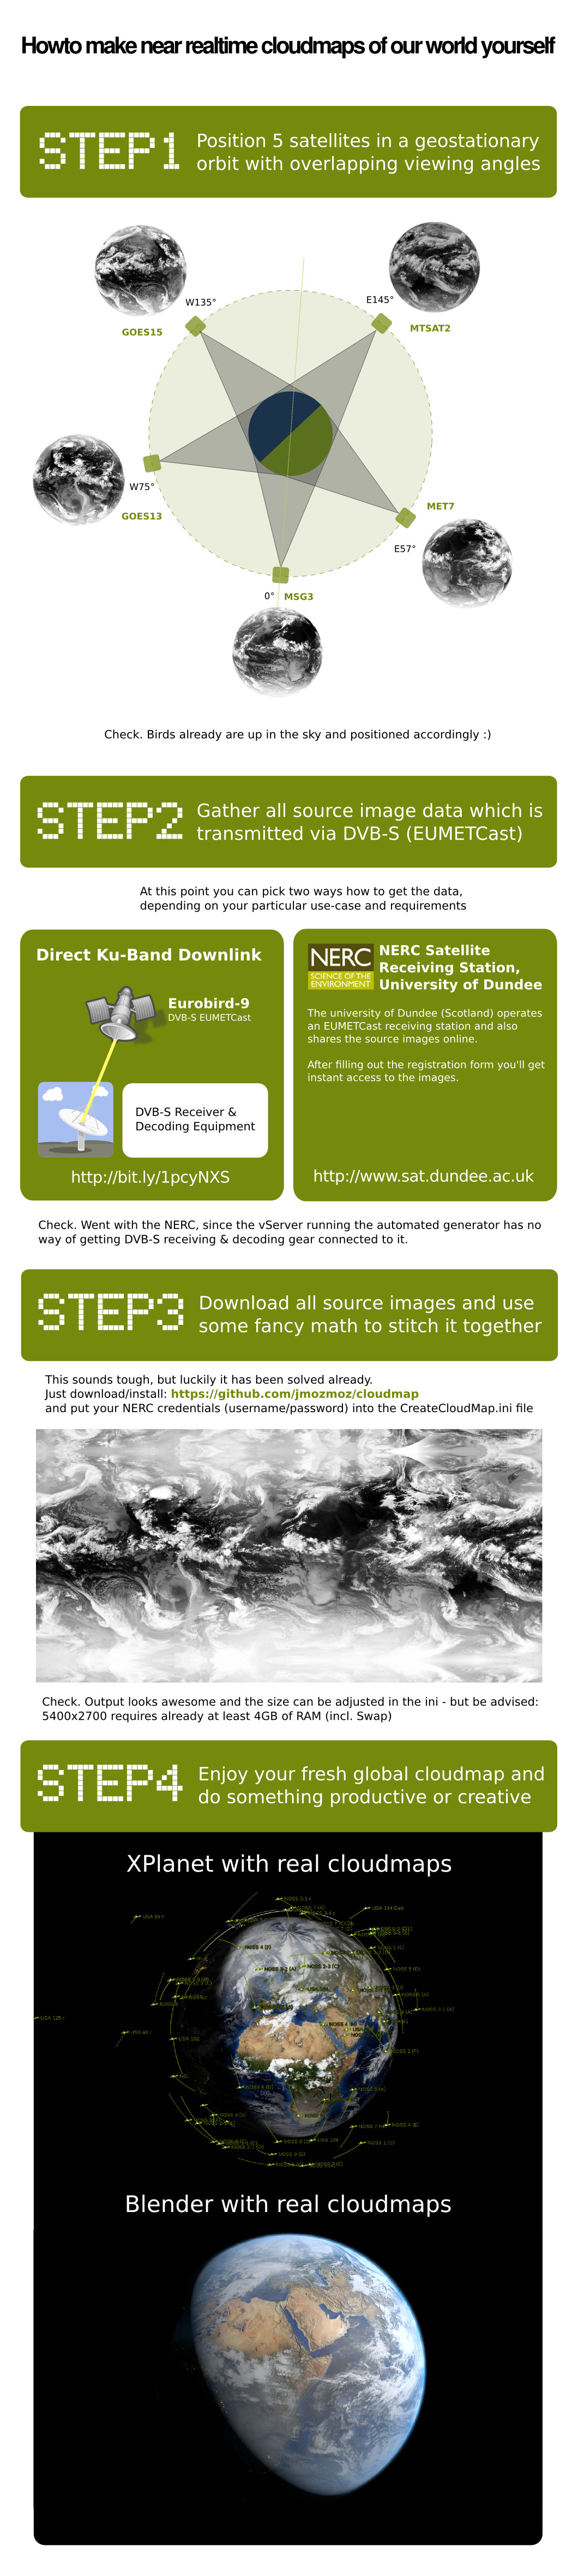 Howto make near realtime cloudmaps of our world yourself
STEP1
Position 5 satellites in a geostationary
orbit with overlapping viewing angles
W135°
E145°
GOES15
MTSAT2
W75°
GOES13
MET7
E57°
0° MSG3
Check. Birds already are up in the sky and positioned accordingly :)
STEP2
Gather all source image data which is
transmitted via DVB-S (EUMETCast)
At this point you can pick two ways how to get the data,
depending on your particular use-case and requirements
Direct Ku-Band Downlink
Eurobird-9
DVB-S EUMETCast
DVB-S Receiver &
Decoding Equipment
http://bit.ly/1pcyNXS
NERC
SCIENCE OF THE
ENVIRONMENT
NERC Satellite
Receiving Station,
University of Dundee
The university of Dundee (Scotland) operates
an EUMETCast receiving station and also
shares the source images online.
After filling out the registration form you'll get
instant access to the images.
http://www.sat.dundee.ac.uk
Check. Went with the NERC, since the vServer running the automated generator has no
way of getting DVB-S receiving & decoding gear connected to it.
STEP3
Download all source images and use
some fancy math to stitch it together
This sounds tough, but luckily it has been solved already.
Just download/install: https://github.com/jmozmoz/cloudmap
and put your NERC credentials (username/password) into the CreateCloudMap.ini file
Check. Output looks awesome and the size can be adjusted in the ini - but be advised:
5400x2700 requires already at least 4GB of RAM (incl. Swap)
STEP4
Enjoy your fresh global cloudmap and
do something productive or creative
XPlanet with real cloudmaps
Blender with real cloudmaps